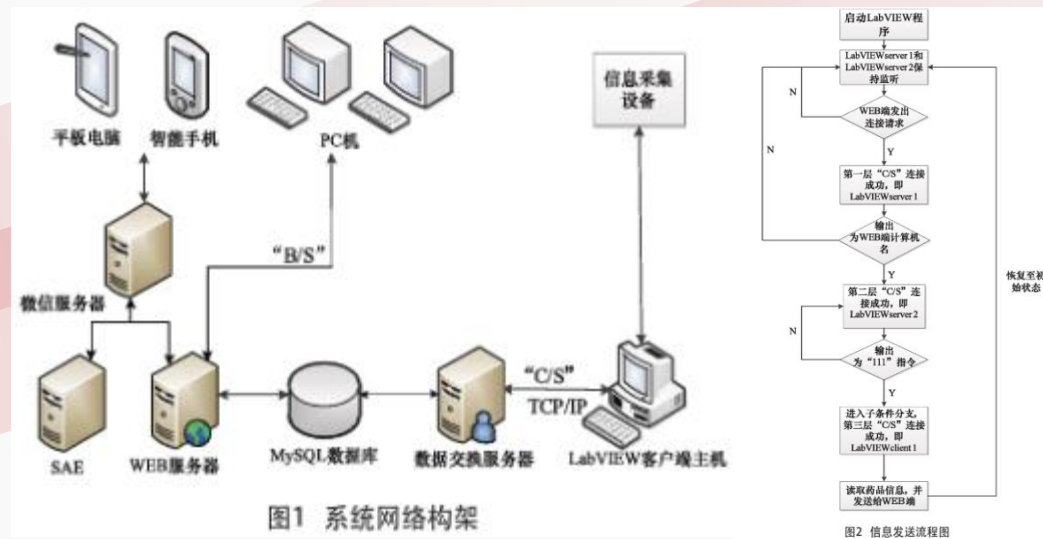 平板电脑
智能手机
PC机
信息采集
设备
“B/S”
微信服务器
SAE
WEB服务器
MySQL数据库
数据交换服务器
“C/S”
TCP/IP
LabVIEW客户端主机
图1 系统网络构架
启动LabVIEW程
序
LabVIEWserver1和
LabVIEWserver2保
持监听
N
WEB端发出
连接请求
Y
N
第一层“C/S”连接
成功，即
LabVIEWserver1
输出
为WEB端计算机
名
Y
第二层“C/S”连
接成功，即
LabVIEWserver2
N
输出
为“111”指令
Y
进入子条件分支，
第三层“C/S”连接
成功，即
LabVIEWclient1
读取药品信息，并
发送给WEB端
恢复至初
始状态
图2 信息发送流程图